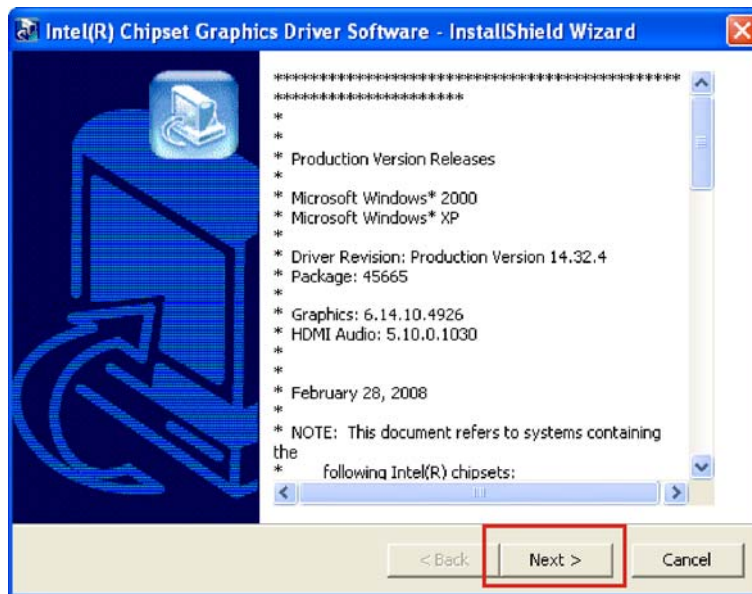 Intel(R) Chipset Graphics Driver Software - InstallShield Wizard
*******************************************
*********************
*
*
* Production Version Releases
*
* Microsoft Windows* 2000
* Microsoft Windows* XP
*
* Driver Revision: Production Version 14.32.4
* Package: 45665
*
* Graphics: 6.14.10.4926
* HDMI Audio: 5.10.0.1030
*
*
* February 28, 2008
*
* NOTE: This document refers to systems containing
the
* following Intel(R) chipsets:
< Back
Next >
Cancel